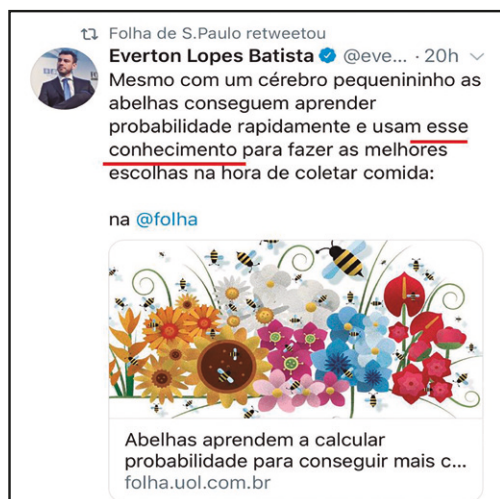 Folha de S.Paulo retweetou
Everton Lopes Batista @eve... · 20h
Mesmo com um cérebro pequenininho as
abelhas conseguem aprender
probabilidade rapidamente e usam esse
conhecimento para fazer as melhores
escolhas na hora de coletar comida:
na @folha
Abelhas aprendem a calcular
probabilidade para conseguir mais c...
folha.uol.com.br